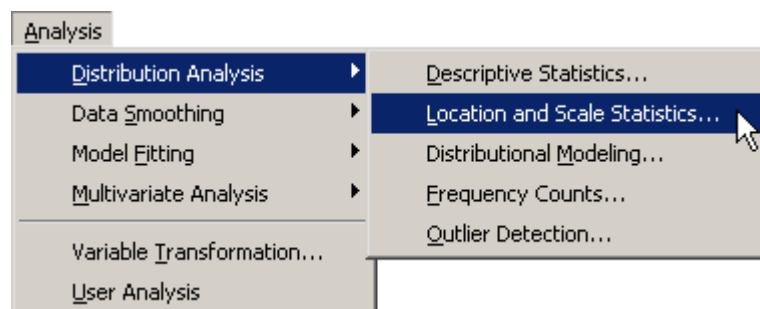 Analysis
Distribution Analysis
Data Smoothing
Model Fitting
Multivariate Analysis
Variable Transformation...
User Analysis
Descriptive Statistics...
Location and Scale Statistics...
Distributional Modeling...
Frequency Counts...
Outlier Detection...